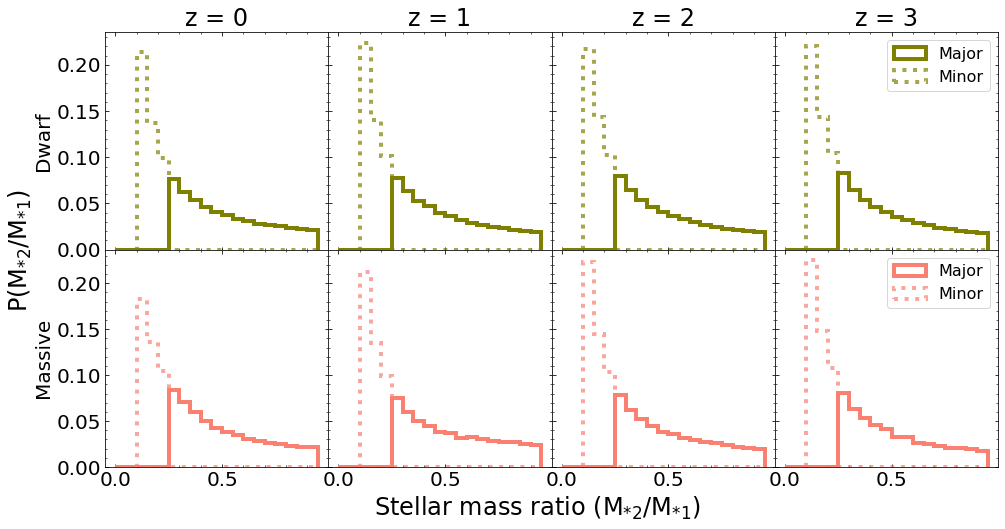 z = 0 z = 1 z = 2 z = 3
Major
Minor
0.20
0.15
0.10
0.05
0.00
Dwarf
P(M*2/M*1)
Major
Minor
0.20
0.15
0.10
0.05
0.00
Massive
0.0 0.5 0.0 0.5 0.0 0.5 0.0 0.5
Stellar mass ratio (M*2/M*1)